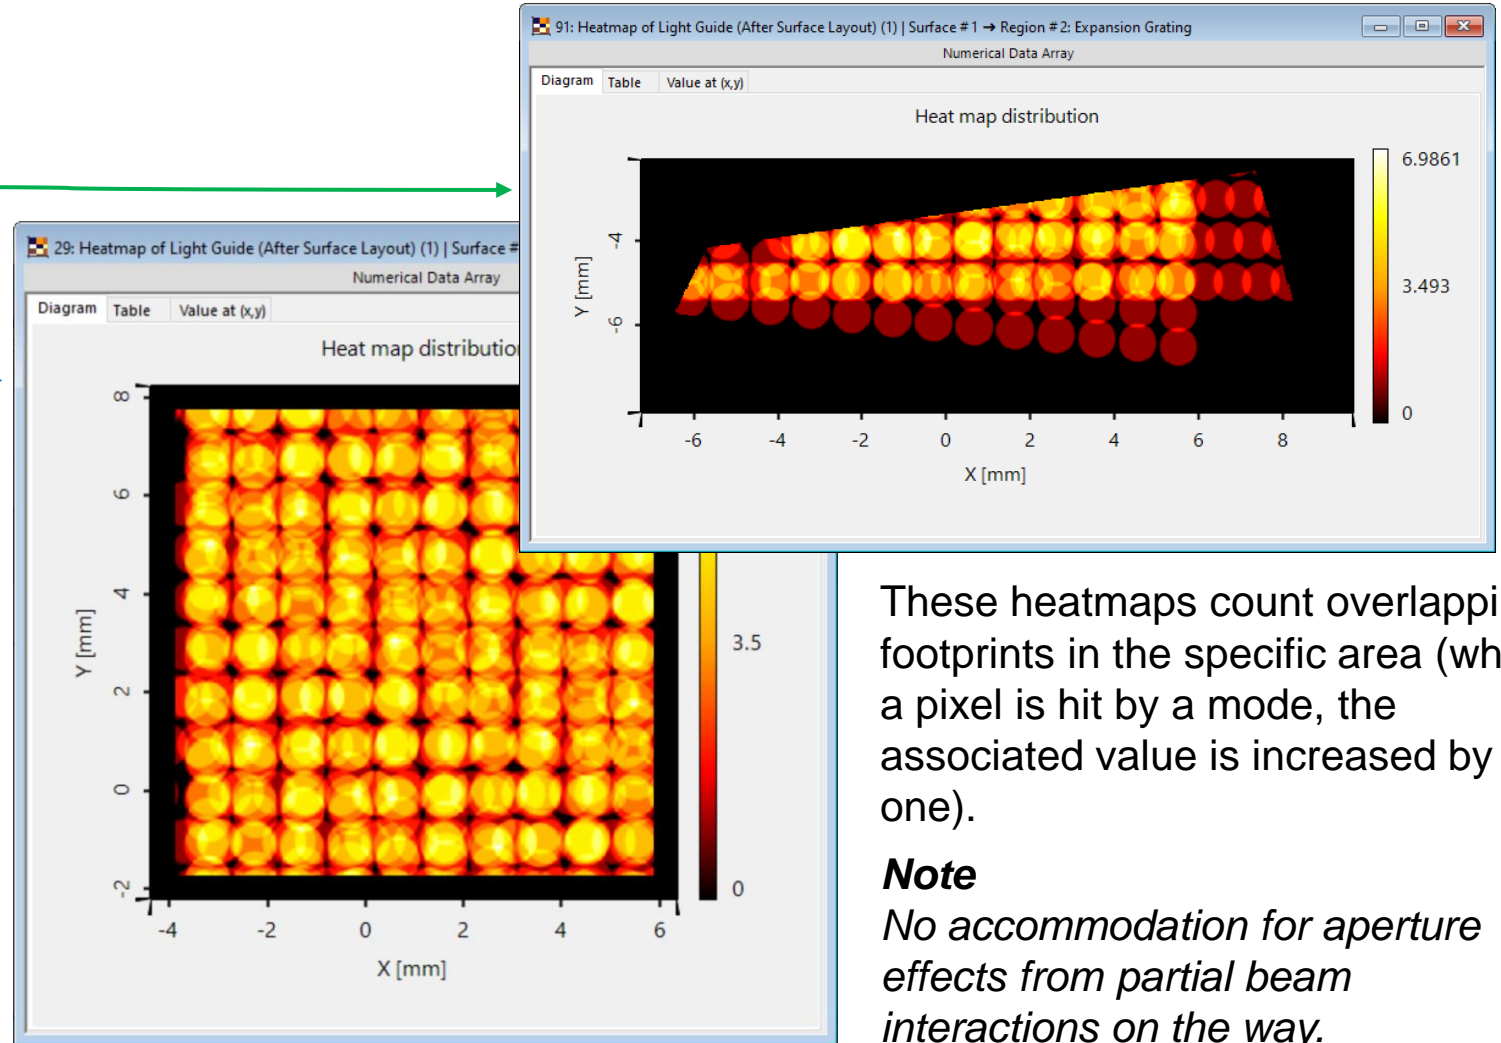 91: Heatmap of Light Guide (After Surface Layout) (1) | Surface #1 → Region #2: Expansion Grating
Numerical Data Array
Diagram Table Value at (x,y)
Heat map distribution
6.9861
3.493
0
-4
-6
Y [mm]
-6 -4 -2 0 2 4 6 8
X [mm]
29: Heatmap of Light Guide (After Surface Layout) (1) | Surface #
Numerical Data Array
Diagram Table Value at (x,y)
Heat map
8
6
4
2
0
-2
Y [mm]
3.5
0
-4 -2 0 2 4 6
X [mm]
These heatmaps count
footprints in the specific area
a pixel is hit by a mode, the
associated value is increased by
one).
Note
No accommodation for aperture
effects from partial beam
interactions on the way.